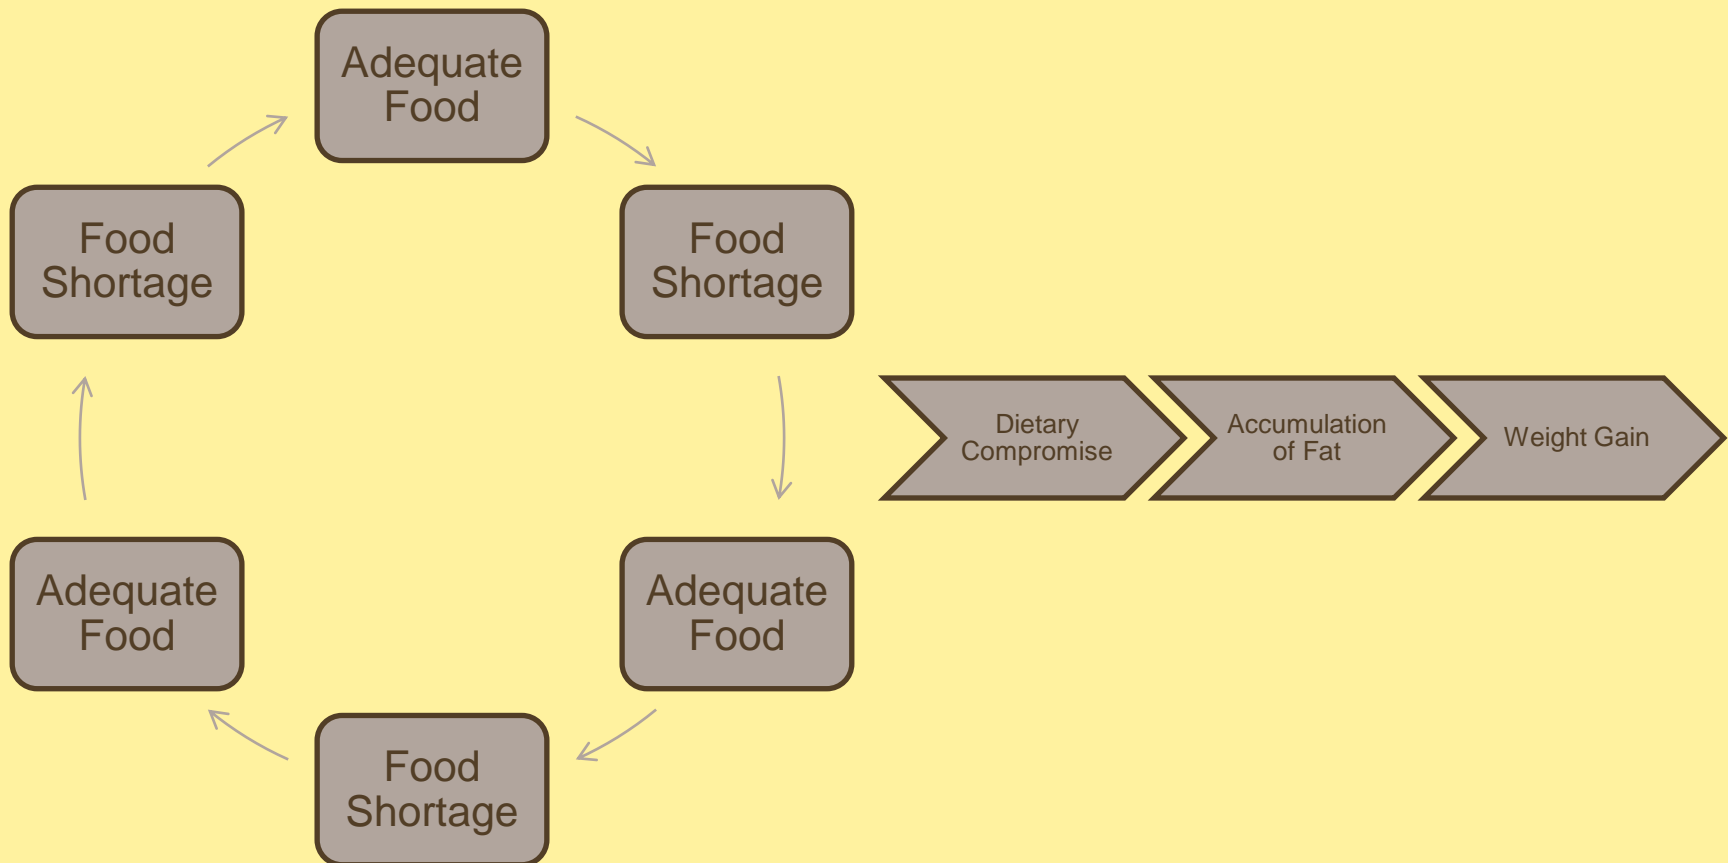 Adequate
Food
Food
Shortage
Adequate
Food
Food
Shortage
Adequate
Food
Food
Shortage
Dietary
Compromise
Accumulation
of Fat
Weight Gain